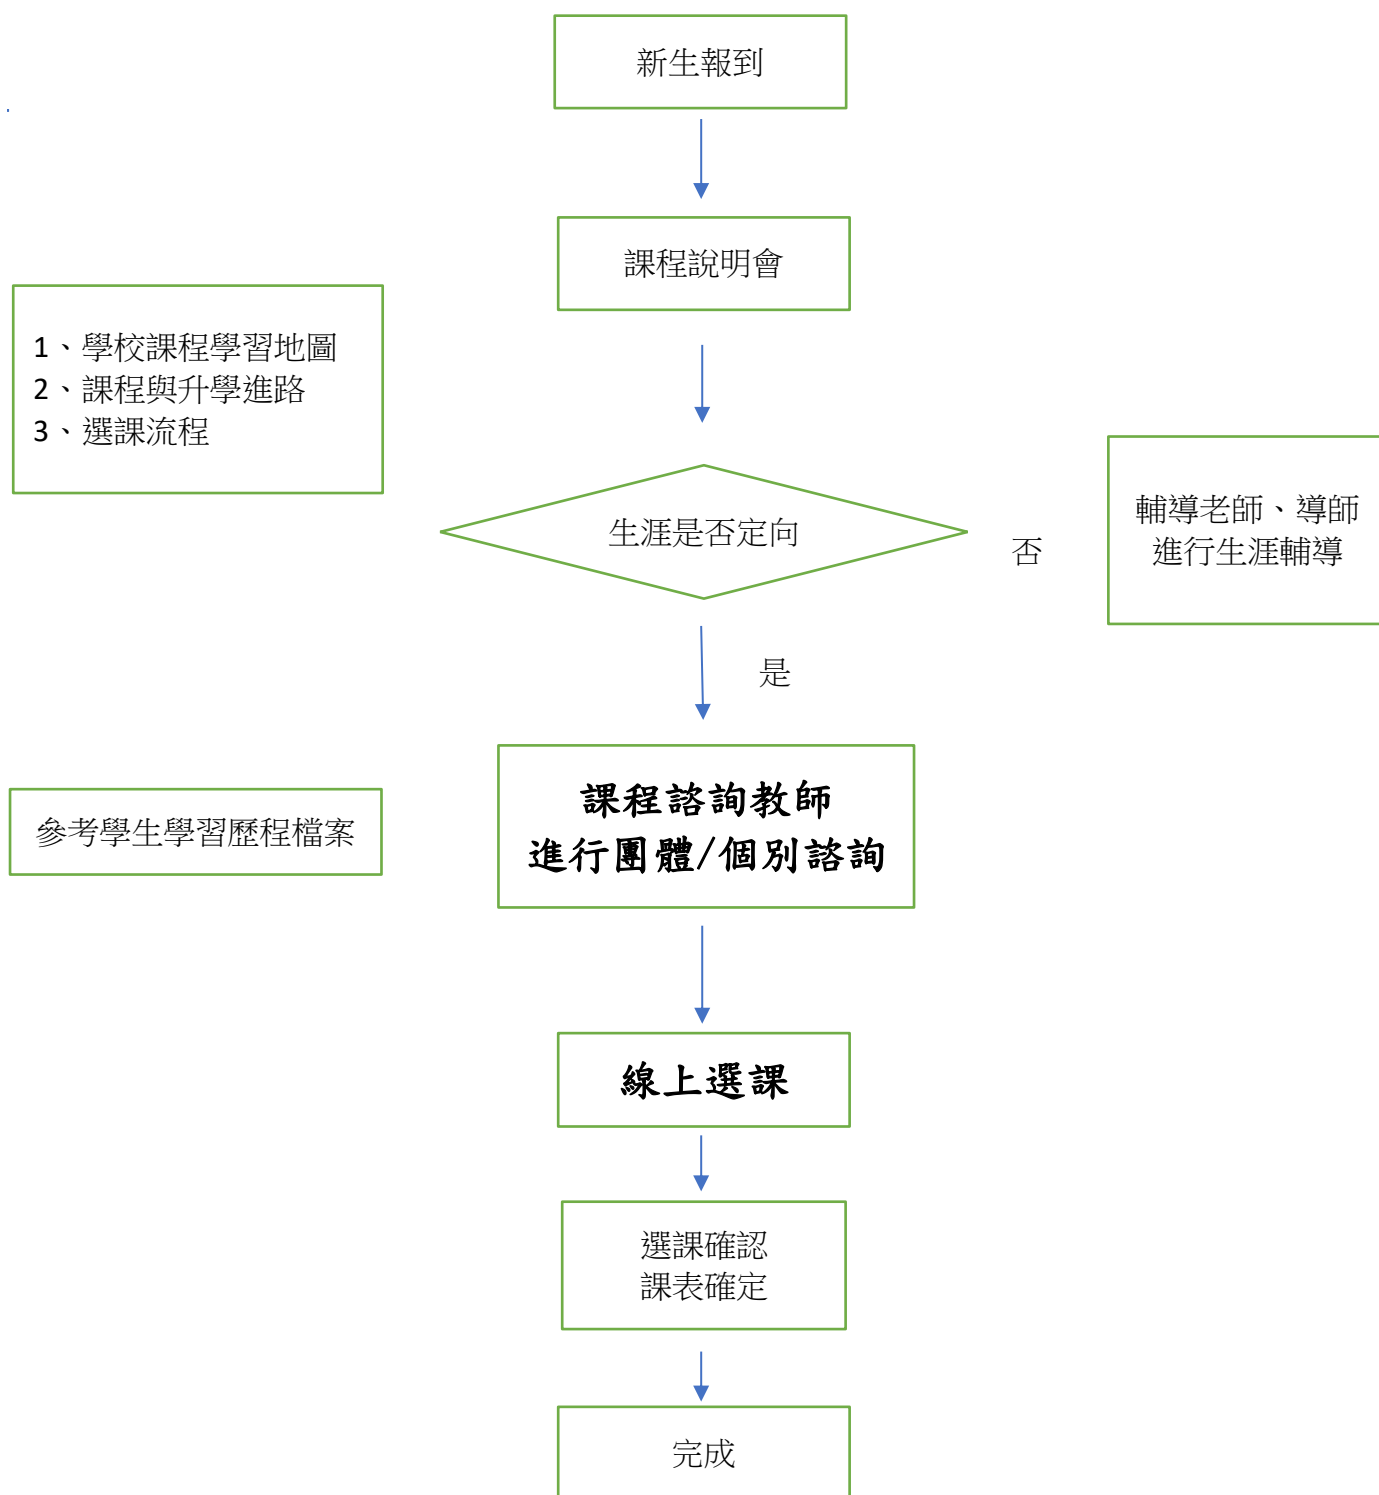 新生報到
課程說明會
1、學校課程學習地圖
2、課程與升學進路
3、選課流程
生涯是否定向
否
輔導老師、導師
進行生涯輔導
是
課程諮詢教師
進行團體/個別諮詢
參考學生學習歷程檔案
線上選課
選課確認
課表確定
完成